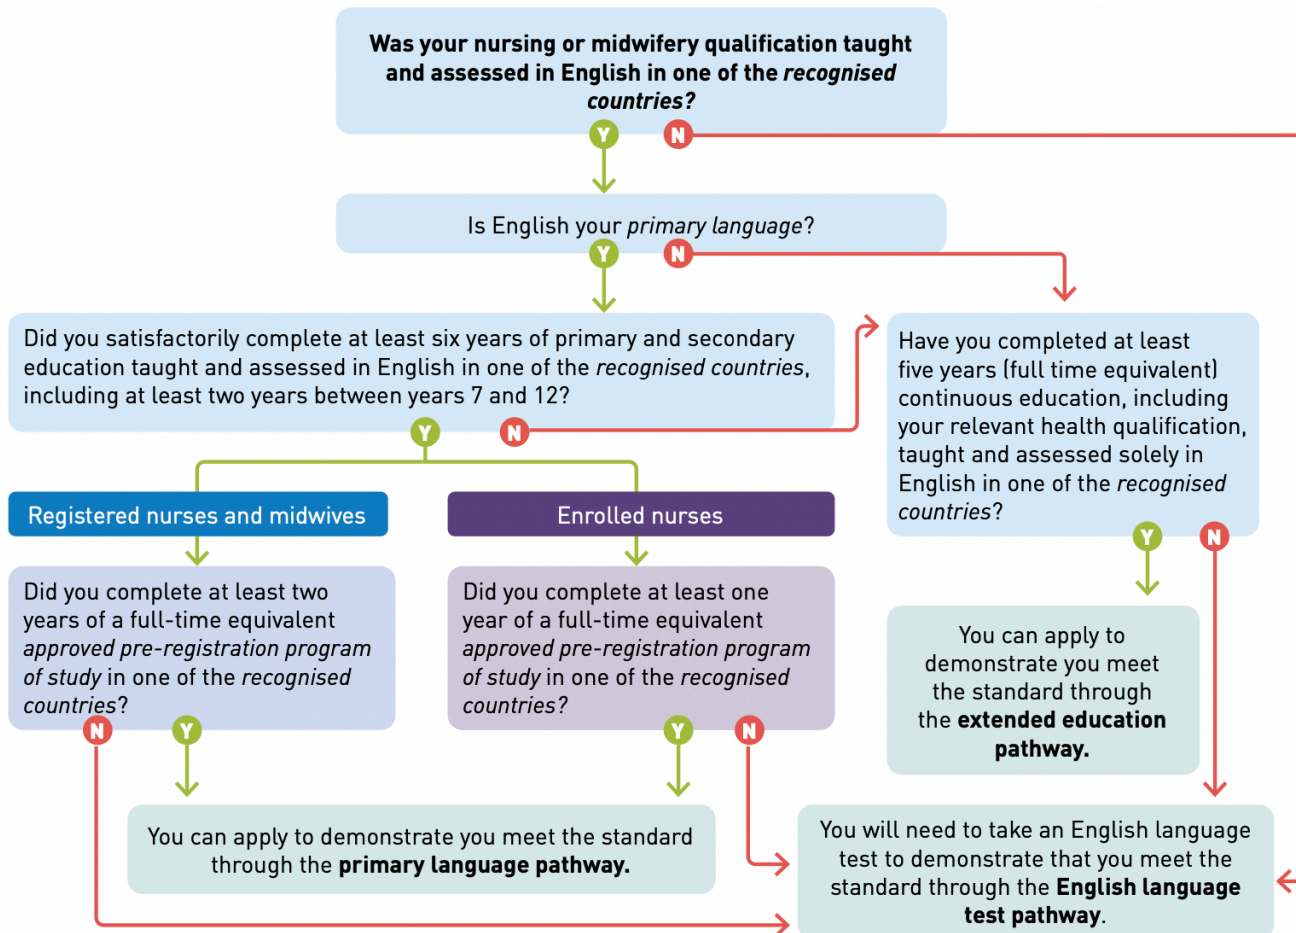 Was your nursing or midwifery qualification taught
and assessed in English in one of the recognised
countries?
Y
N
Is English your primary language?
Y
N
Did you satisfactorily complete at least six years of primary and secondary
education taught and assessed in English in one of the recognised countries,
including at least two years between years 7 and 12?
Y
N
Have you completed at least
five years (full time equivalent)
continuous education, including
your relevant health qualification,
taught and assessed solely in
English in one of the recognised
countries?
Y
N
Registered nurses and midwives
Did you complete at least two
years of a full-time equivalent
approved pre-registration program
of study in one of the recognised
countries?
N
Y
Enrolled nurses
Did you complete at least one
year of a full-time equivalent
approved pre-registration program
of study in one of the recognised
countries?
Y
N
You can apply to
demonstrate you meet
the standard through
the extended education
pathway.
You can apply to demonstrate you meet the standard
through the primary language pathway.
You will need to take an English language
test to demonstrate that you meet the
standard through the English language
test pathway.